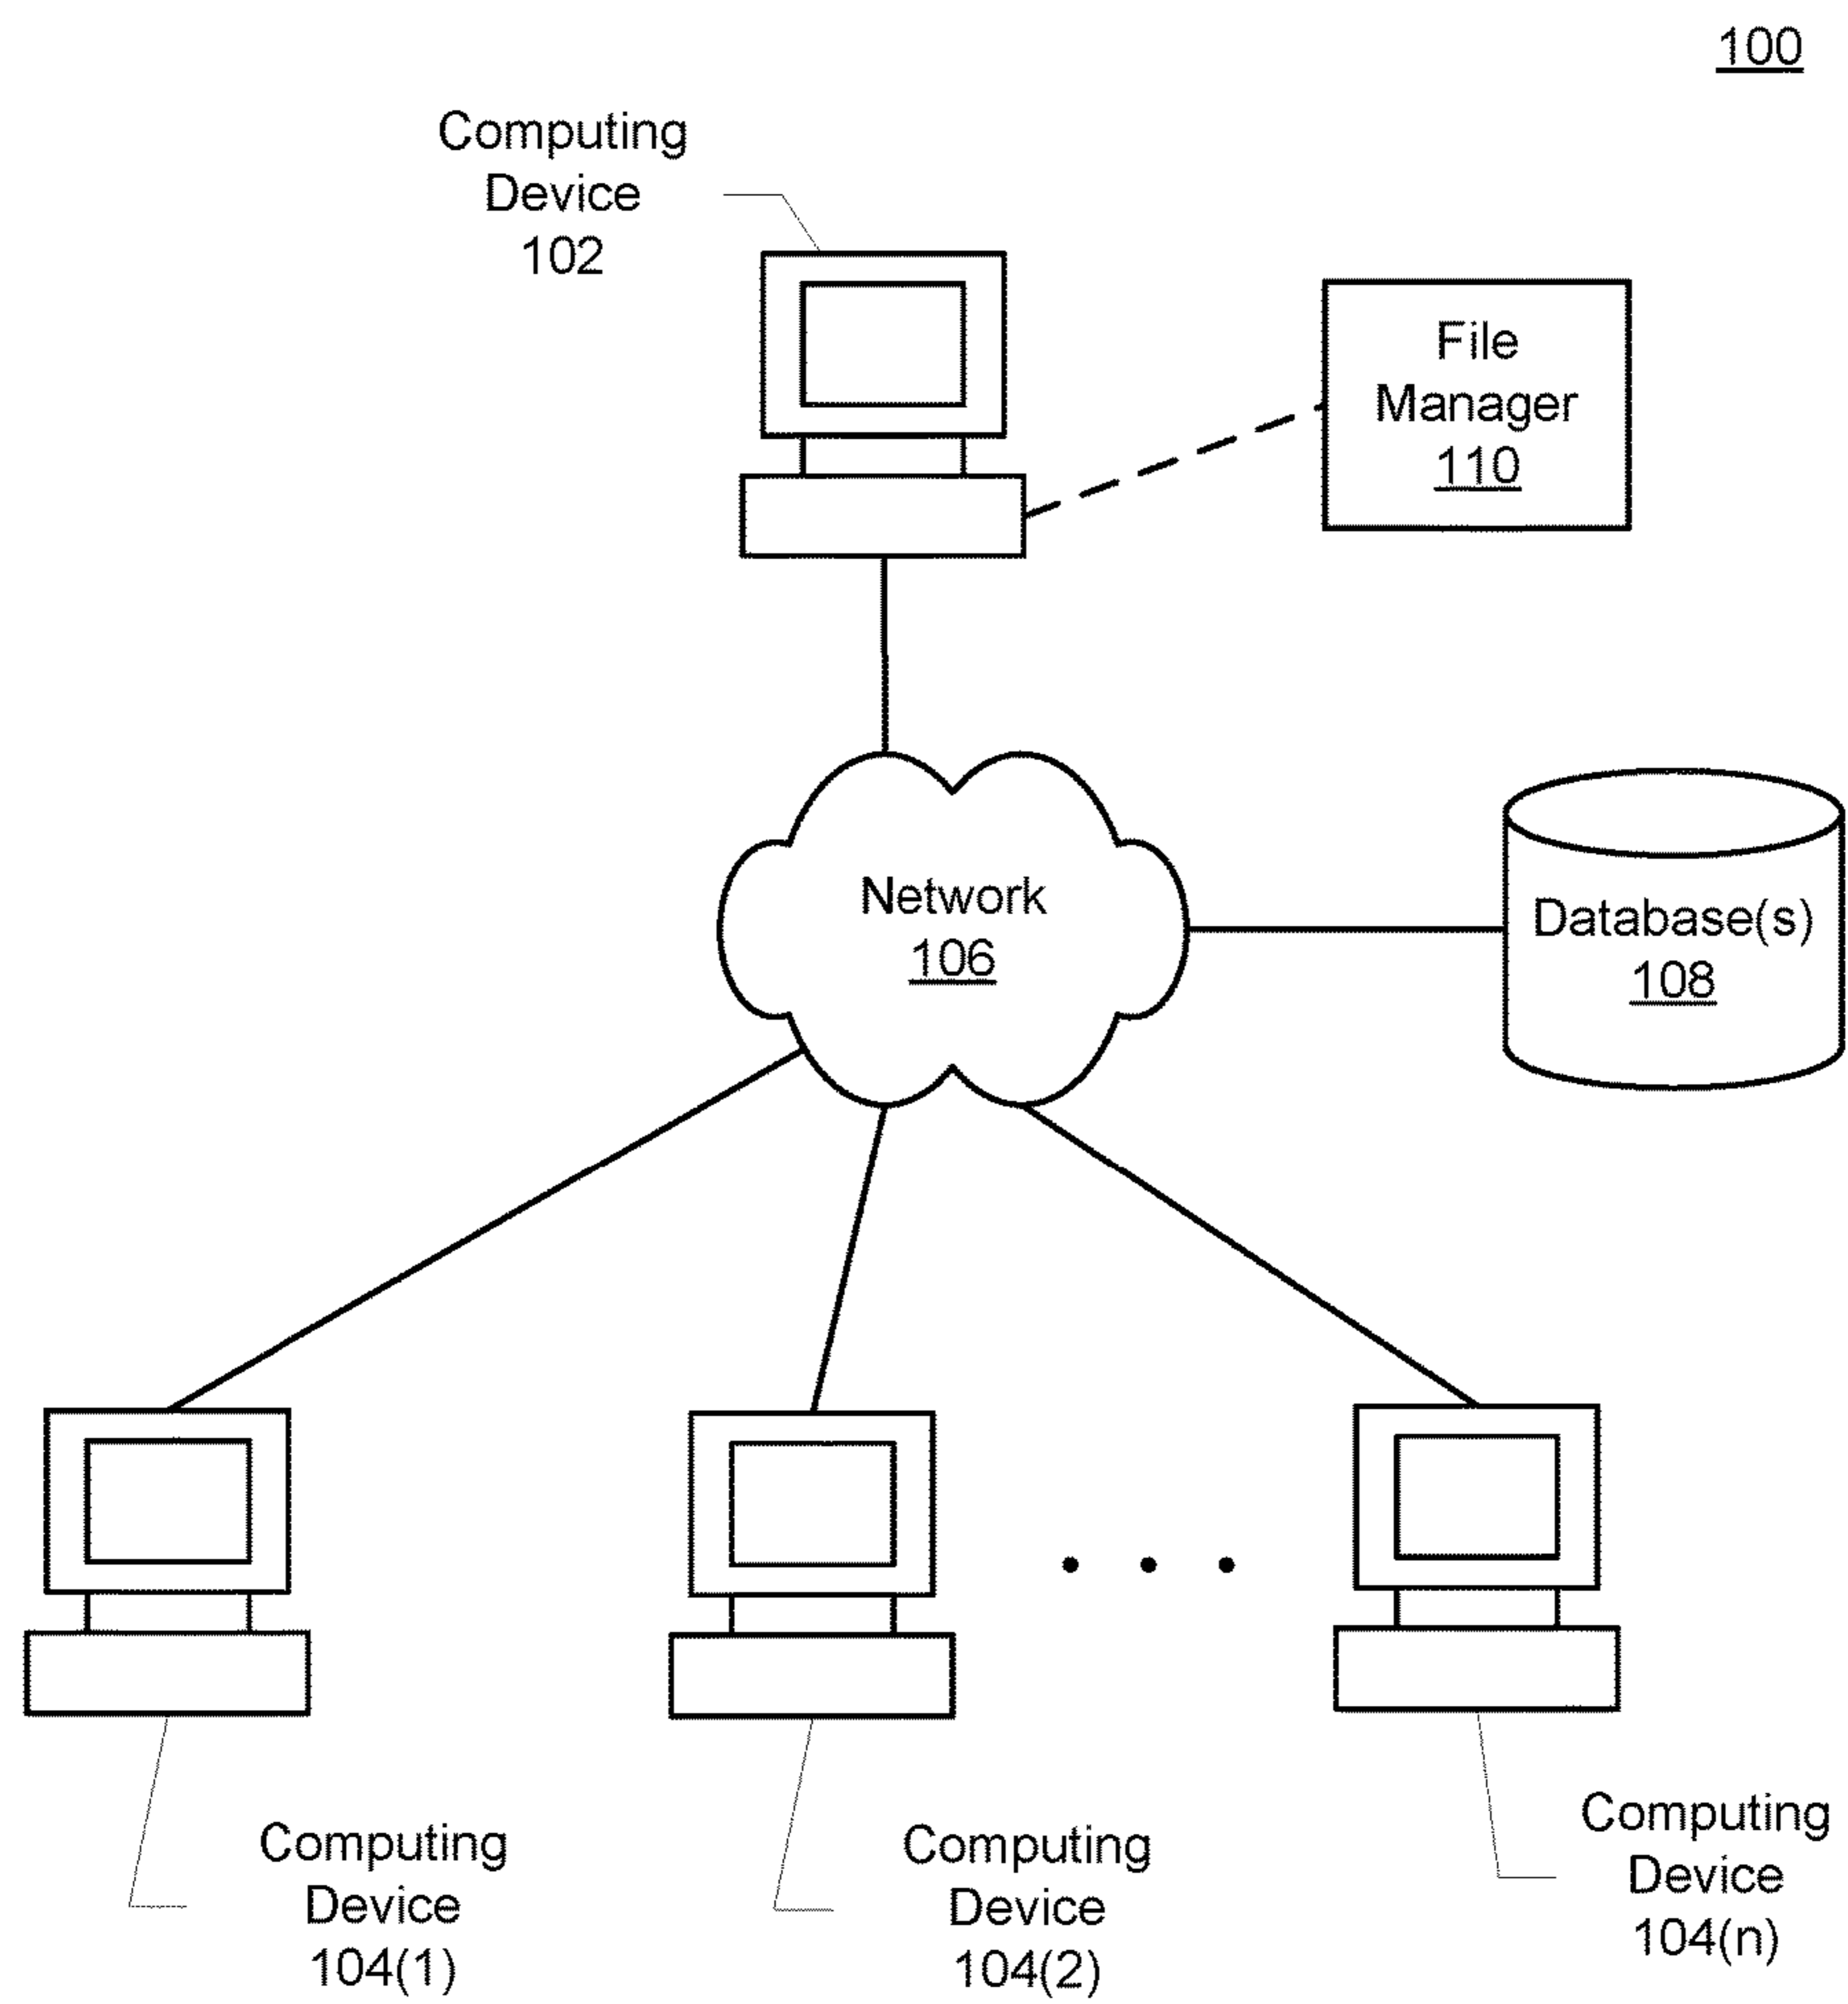 100
Computing
Device
102
File
Manager
110
Network
106
Database(s)
108
Computing
Device
104(1)
Computing
Device
104(2)
Computing
Device
104(n)